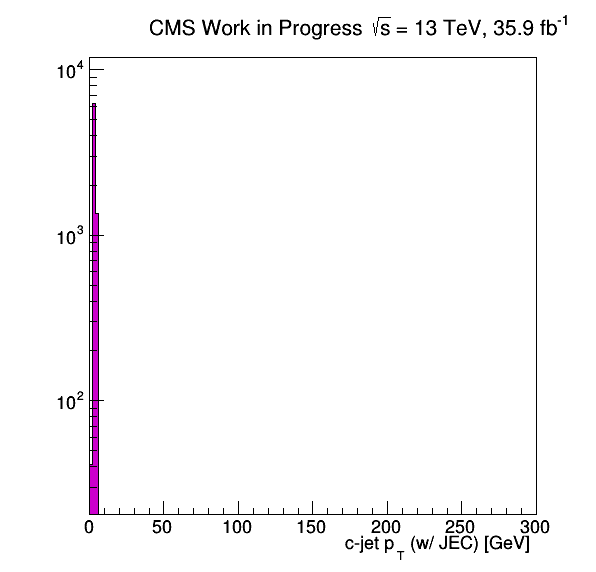 CMS Work in Progress √s = 13 TeV, 35.9 fb⁻¹
10⁴
10³
10²
0 50 100 150 200 250 300
c-jet p_T (w/ JEC) [GeV]